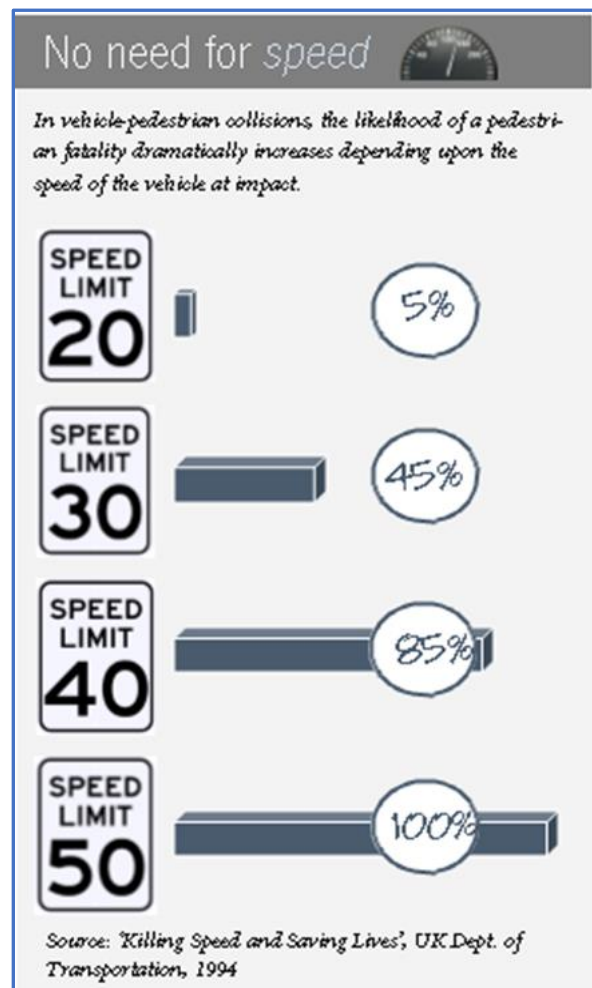 No need for speed
In vehicle-pedestrian collisions, the likelihood of a pedestri-
an fatality dramatically increases depending upon the
speed of the vehicle at impact.
SPEED
LIMIT
20
5%
SPEED
LIMIT
30
45%
SPEED
LIMIT
40
85%
SPEED
LIMIT
50
100%
Source: 'Killing Speed and Saving Lives', UK Dept. of
Transportation, 1994